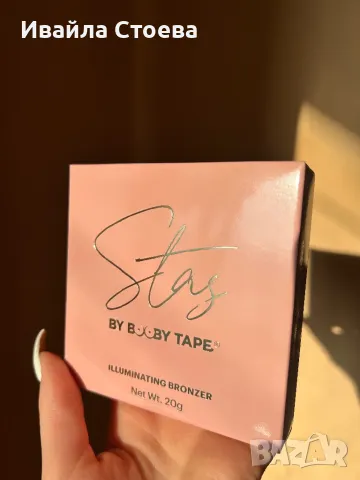 Ивайла Стоева
Stas
BY BOOBY TAPE
ILLUMINATING BRONZER
Net Wt. 20g
BAZAR